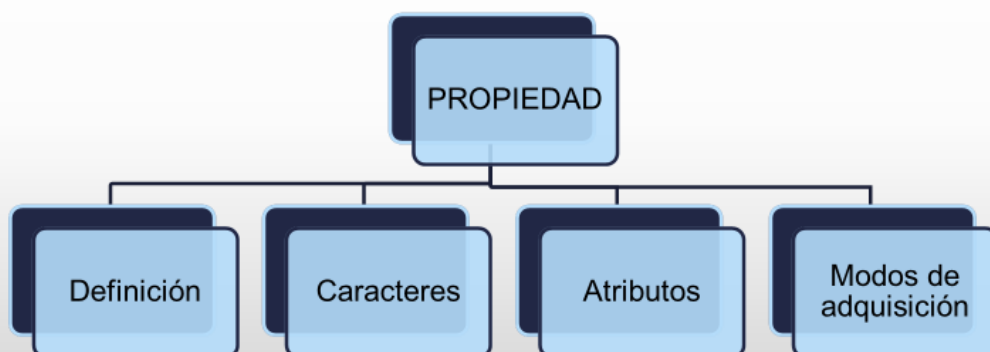 PROPIEDAD
Definición
Caracteres
Atributos
Modos de
adquisición